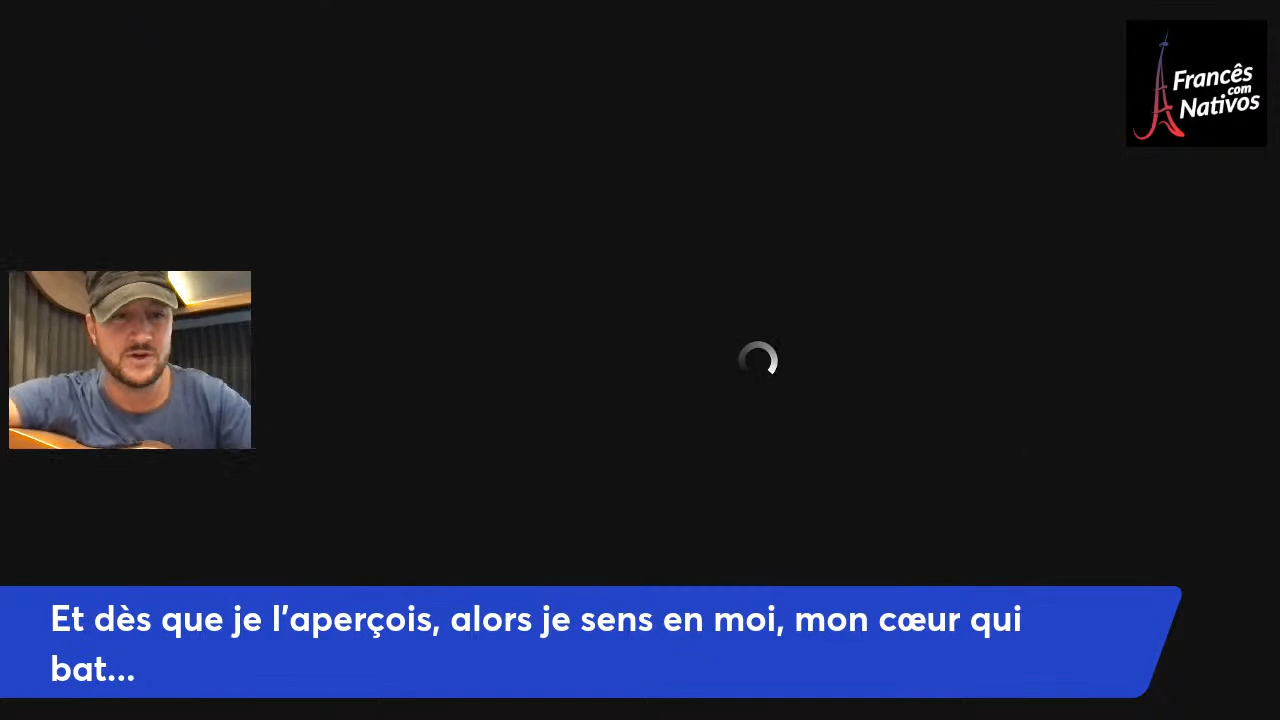 Francês
com
Nativos
Et dès que je l’aperçois, alors je sens en moi, mon cœur qui
bat...